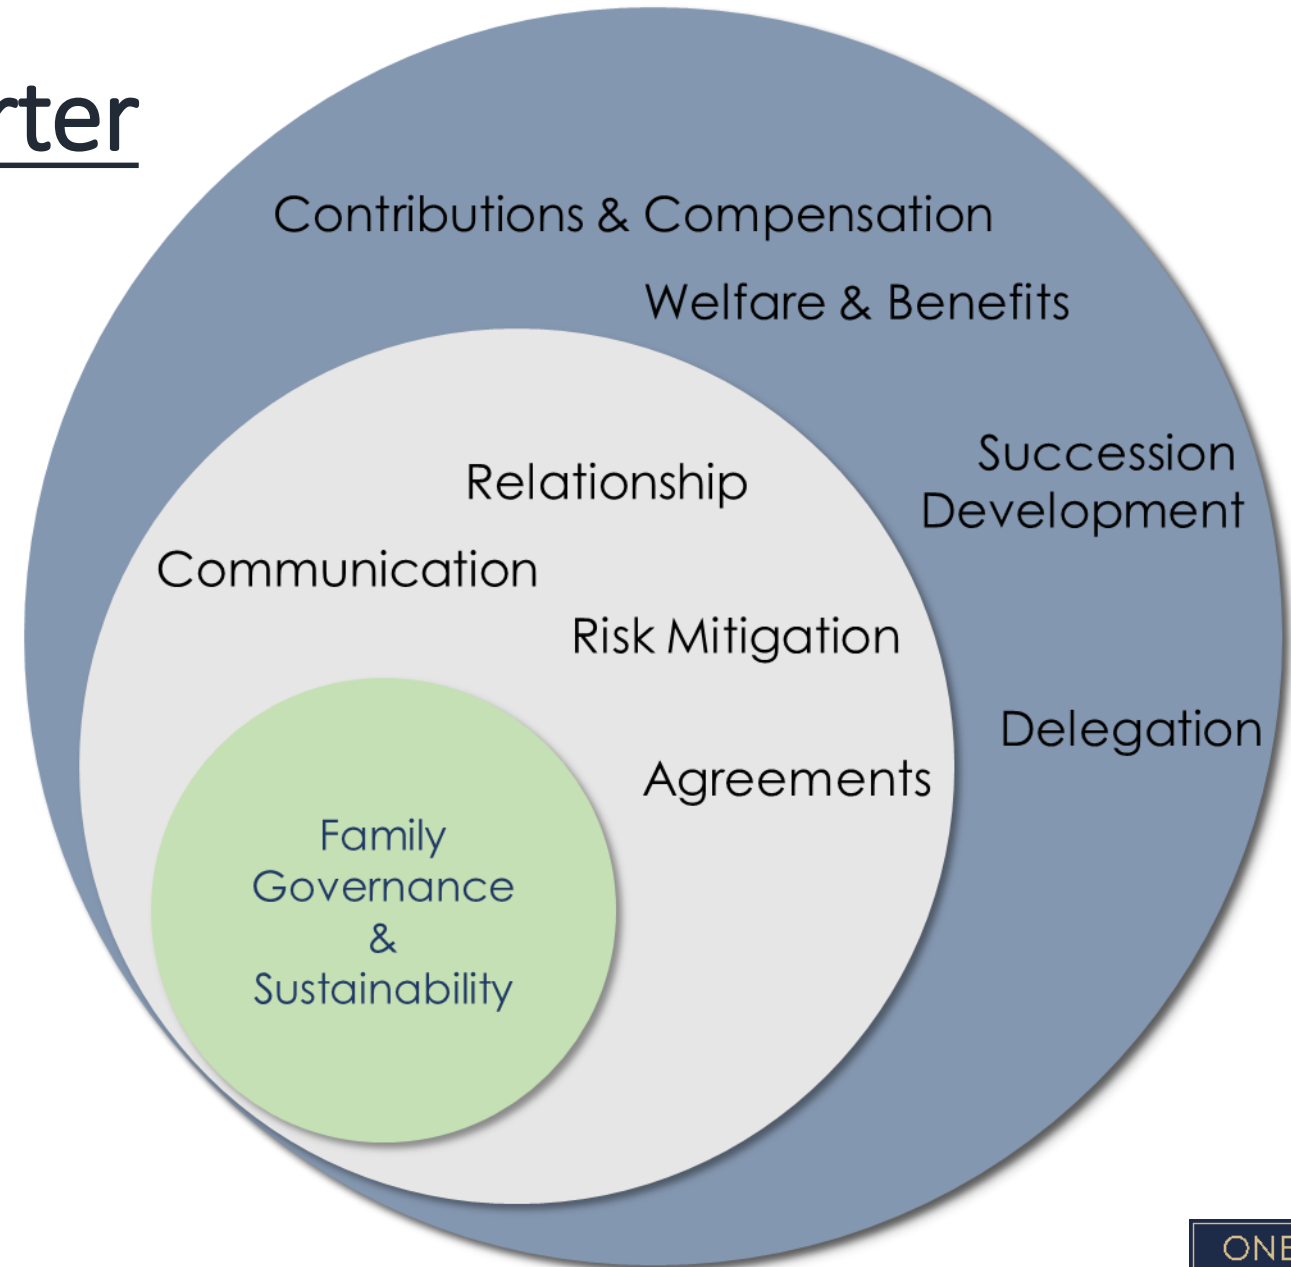 rter
Contributions & Compensation
Welfare & Benefits
Succession
Development
Relationship
Communication
Risk Mitigation
Delegation
Agreements
Family
Governance
&
Sustainability
ONE